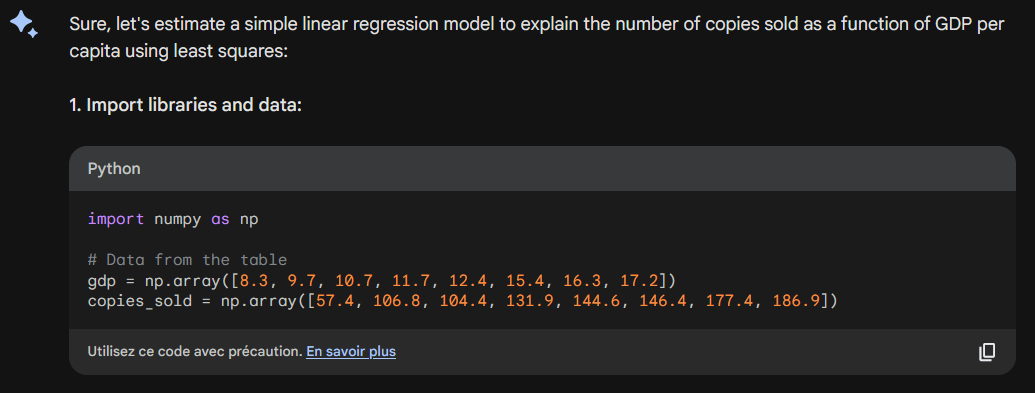 Sure, let's estimate a simple linear regression model to explain the number of copies sold as a function of GDP per
capita using least squares:
1. Import libraries and data:
Python
import numpy as np
# Data from the table
gdp = np.array([8.3, 9.7, 10.7, 11.7, 12.4, 15.4, 16.3, 17.2])
copies_sold = np.array([57.4, 106.8, 104.4, 131.9, 144.6, 146.4, 177.4, 186.9])
Utilisez ce code avec précaution. En savoir plus